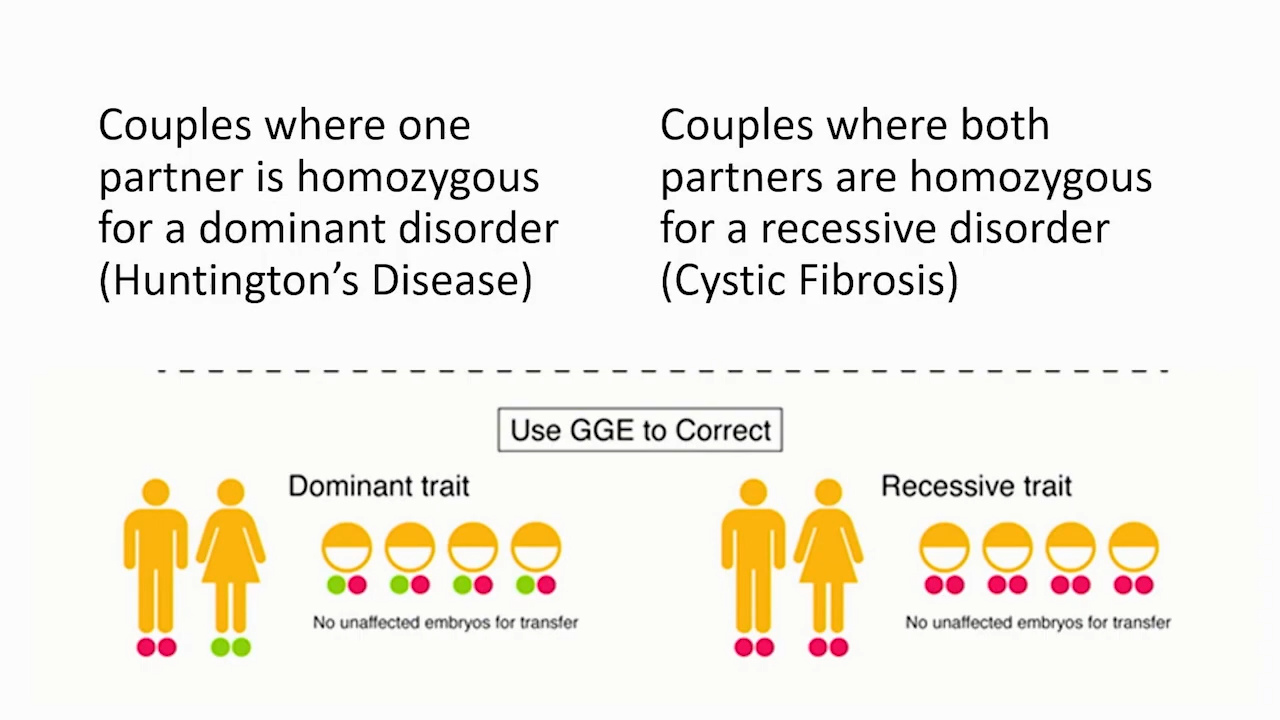 Couples where one
partner is homozygous
for a dominant disorder
(Huntington’s Disease)
Couples where both
partners are homozygous
for a recessive disorder
(Cystic Fibrosis)
Use GGE to Correct
Dominant trait
No unaffected embryos for transfer
Recessive trait
No unaffected embryos for transfer